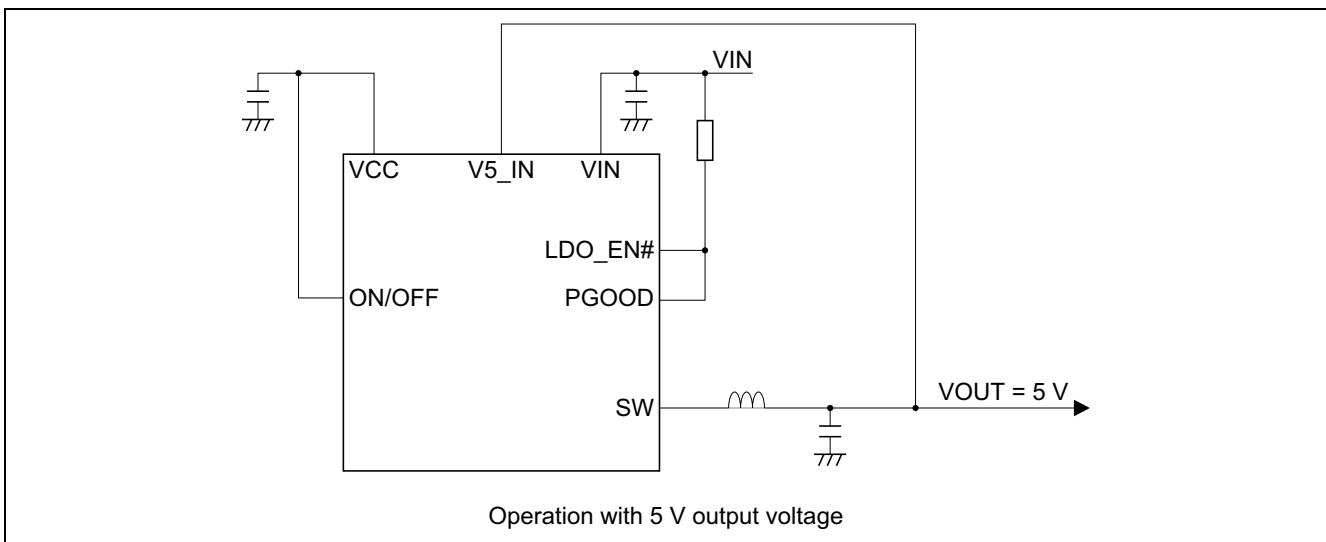 VIN
VCC
V5_IN
VIN
LDO_EN#
ON/OFF
PGOOD
SW
VOUT = 5 V
Operation with 5 V output voltage